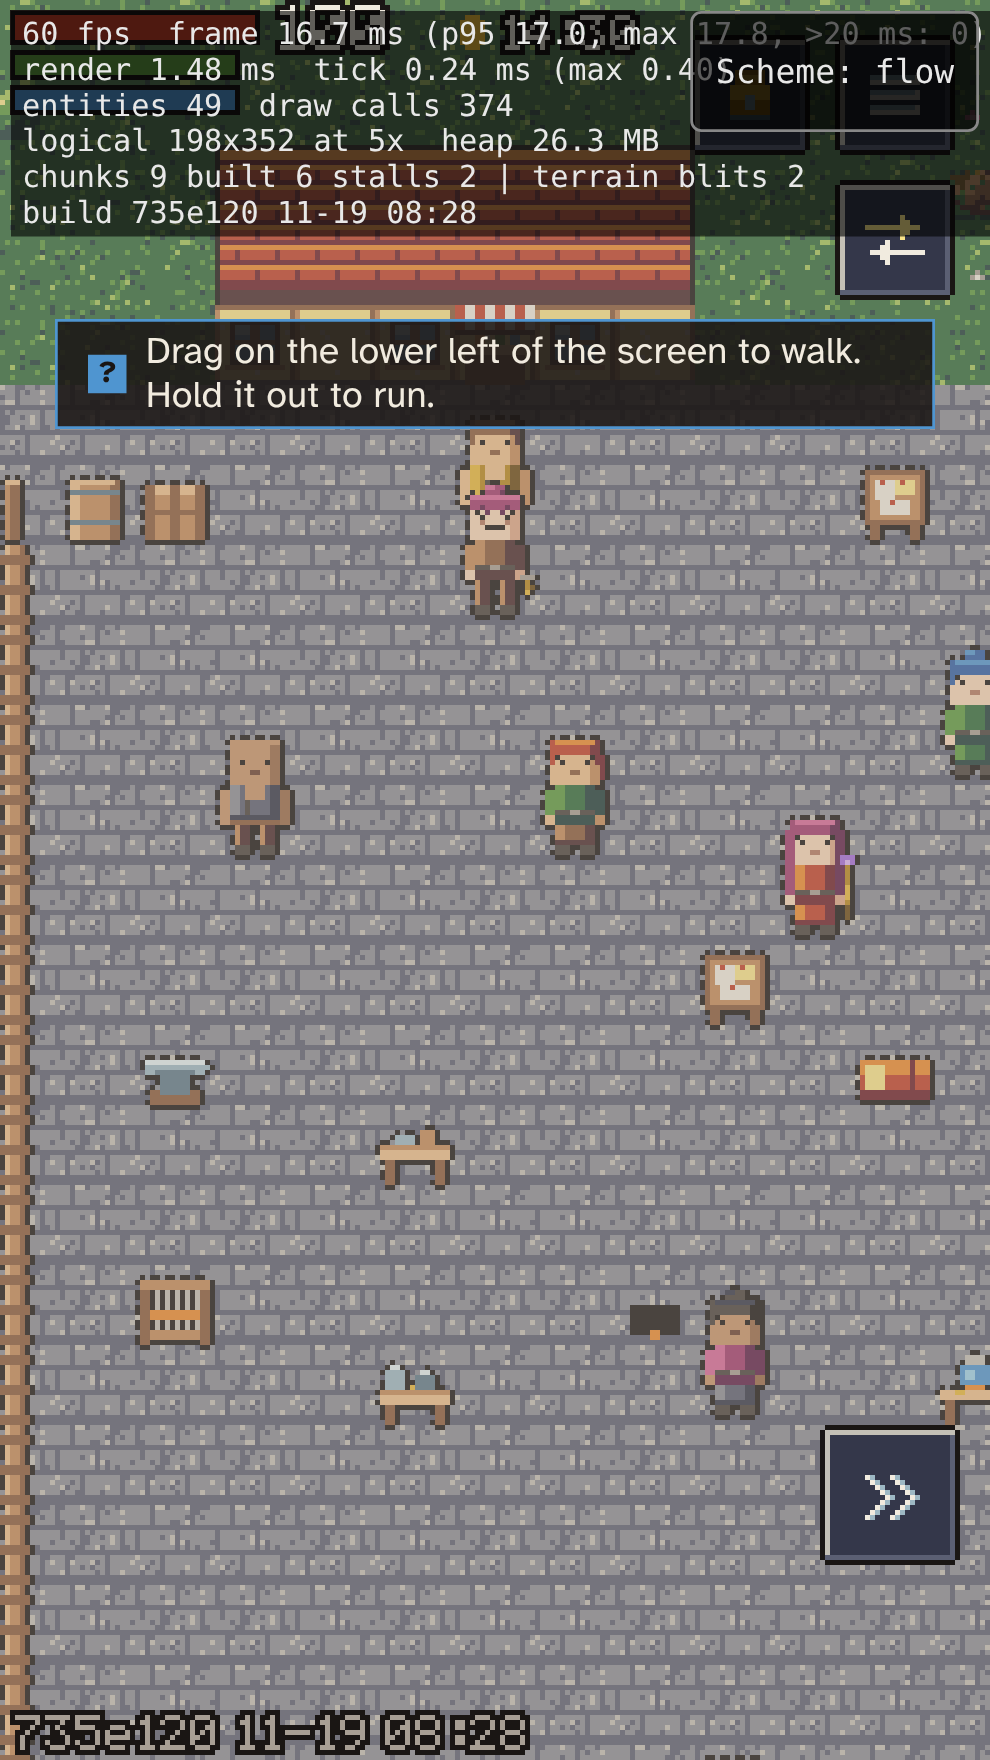 60 fps  frame 16.7 ms (p95 17.0, max 17.8, >20 ms: 0)
render 1.48 ms  tick 0.24 ms (max 0.40)
Scheme: flow
entities 49  draw calls 374
logical 198x352 at 5x  heap 26.3 MB
chunks 9 built 6 stalls 2 | terrain blits 2
build 735e120 11-19 08:28
? Drag on the lower left of the screen to walk.
Hold it out to run.
735e120 11-19 08:28